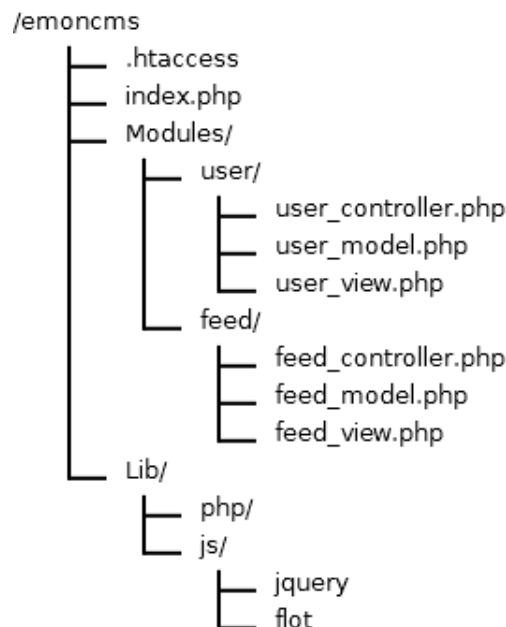 /emoncms
.htaccess
index.php
Modules/
user/
user_controller.php
user_model.php
user_view.php
feed/
feed_controller.php
feed_model.php
feed_view.php
Lib/
php/
js/
jquery
flot